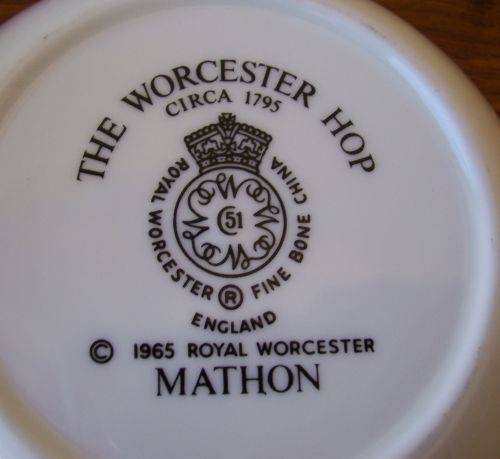 THE WORCESTER HOP
CIRCA 1795
ROYAL WORCESTER ® FINE BONE CHINA
C 51
ENGLAND
© 1965 ROYAL WORCESTER
MATHON